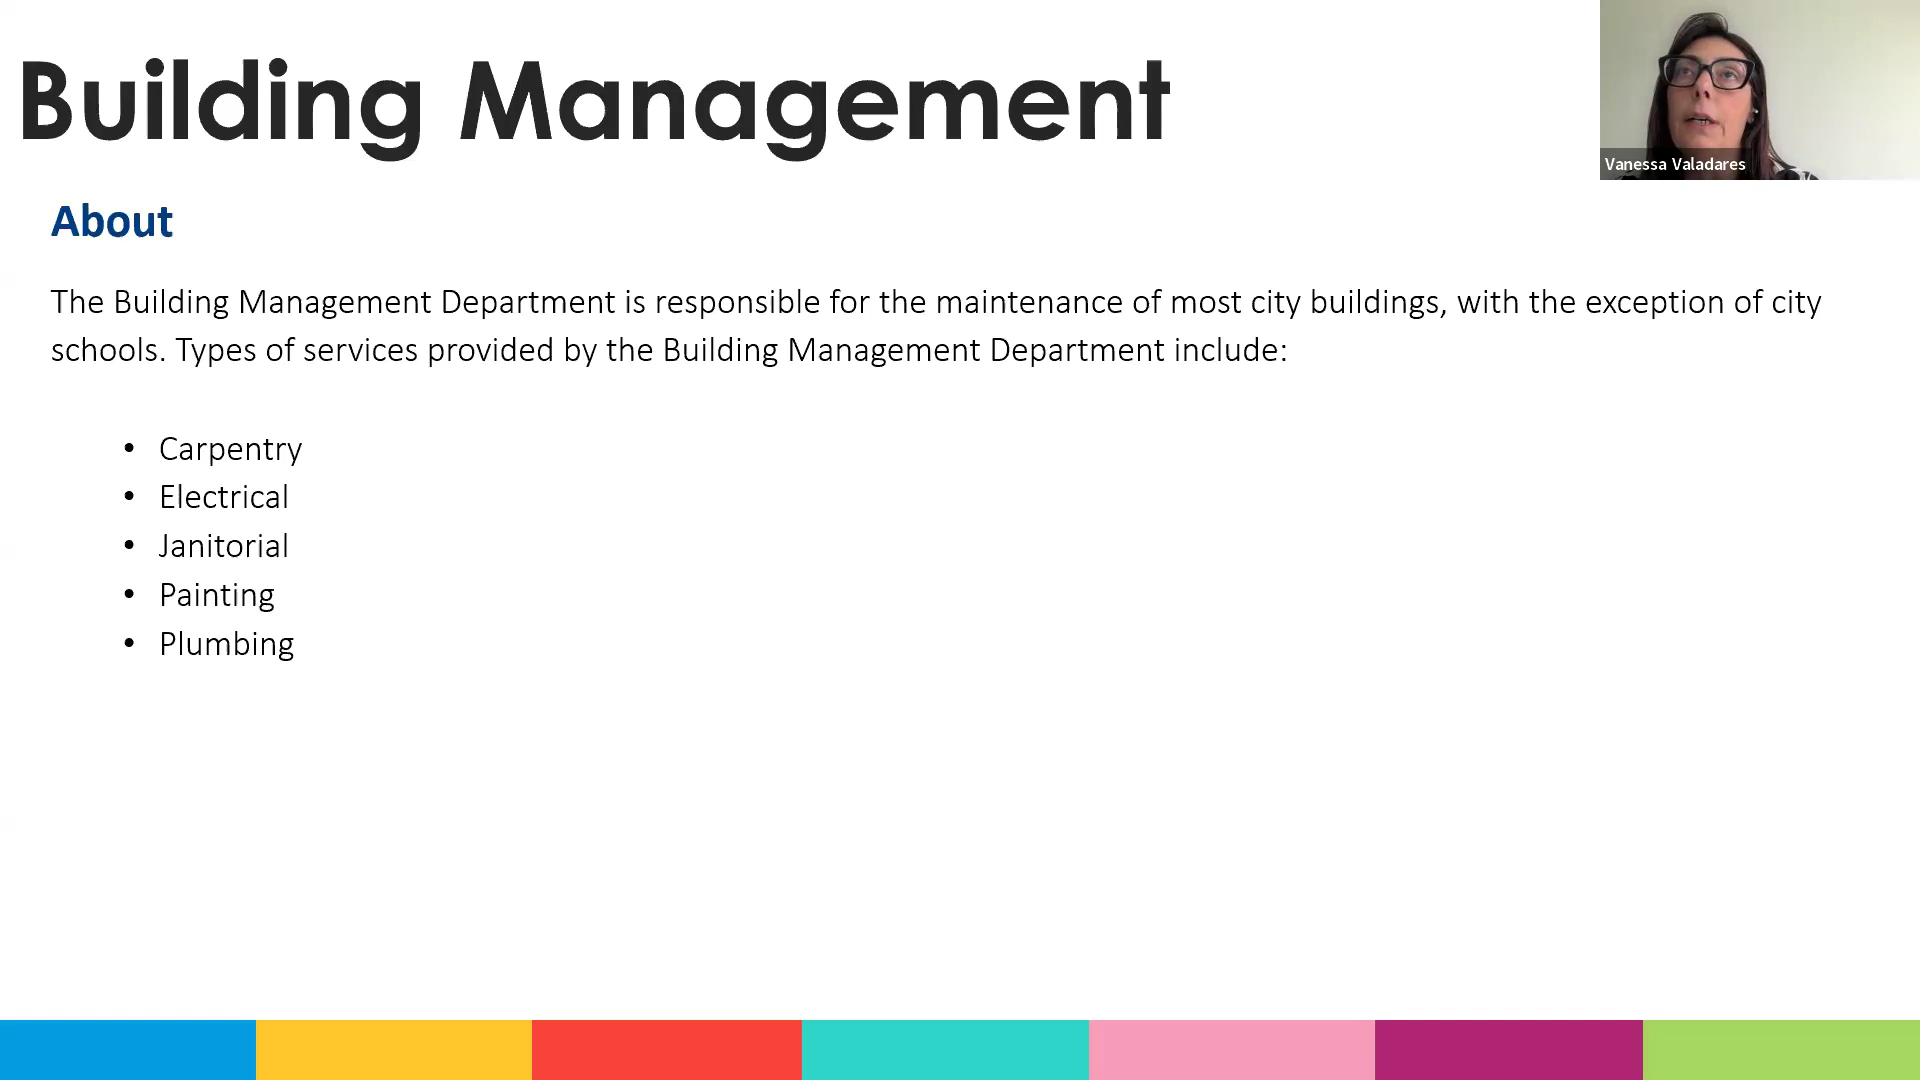 Building Management
Vanessa Valadares
About
The Building Management Department is responsible for the maintenance of most city buildings, with the exception of city
schools. Types of services provided by the Building Management Department include:
• Carpentry
• Electrical
• Janitorial
• Painting
• Plumbing